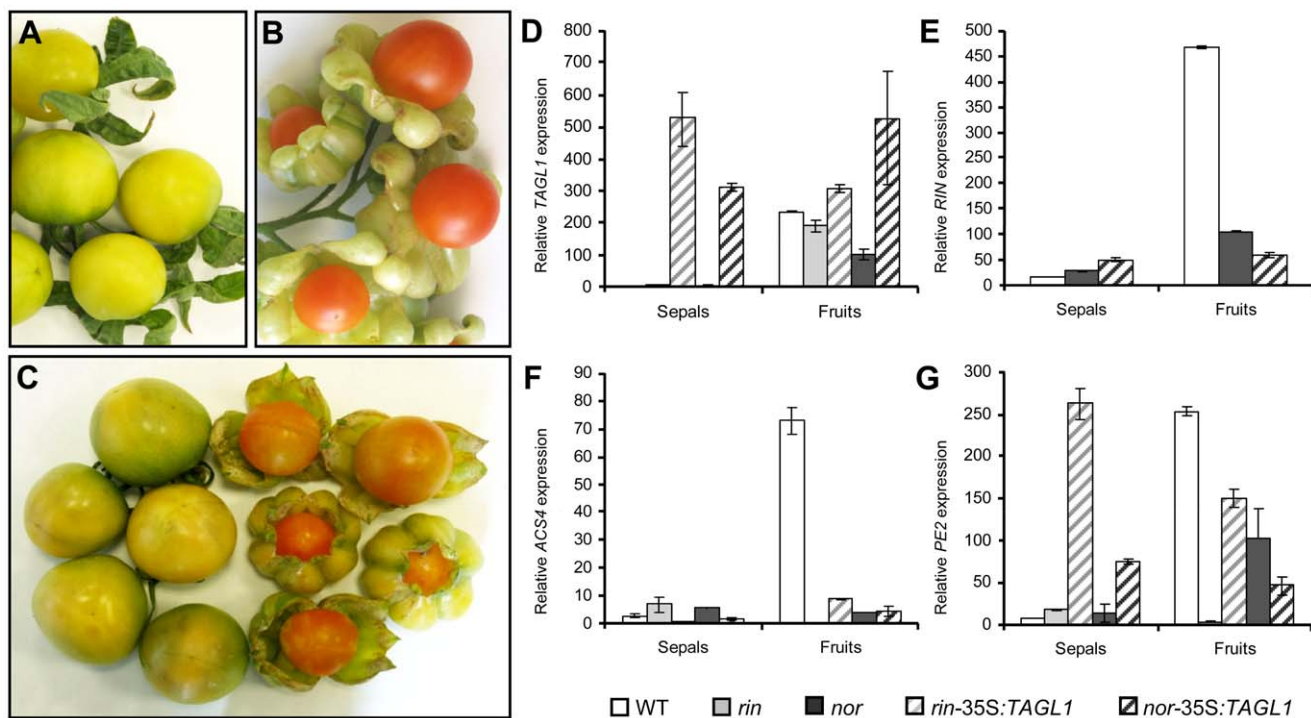 A
B
C
D
800
700
600
500
400
300
200
100
0
Relative TAGL1 expression
Sepals
Fruits
E
500
450
400
350
300
250
200
150
100
50
0
Relative RIN expression
Sepals
Fruits
F
90
80
70
60
50
40
30
20
10
0
Relative ACS4 expression
Sepals
Fruits
G
300
250
200
150
100
50
0
Relative PE2 expression
Sepals
Fruits
WT rin nor rin-35S:TAGL1 nor-35S:TAGL1